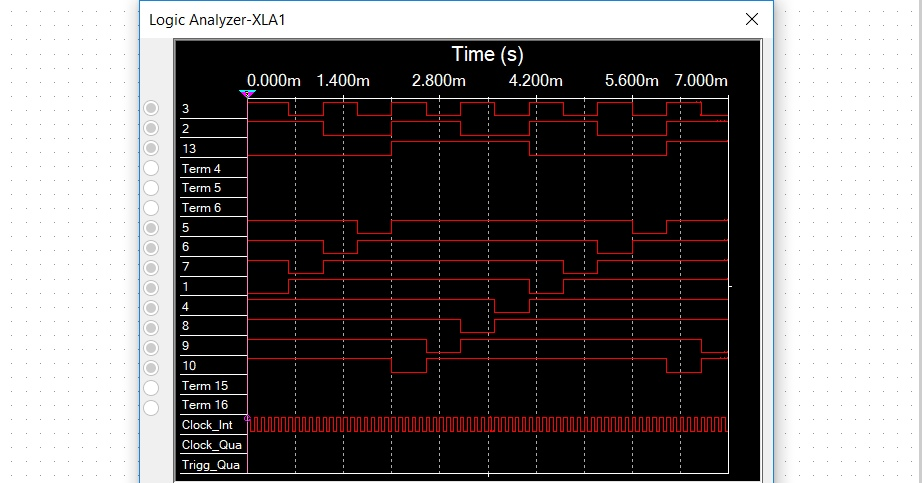 Logic Analyzer-XLA1
Time (s)
0.000m 1.400m 2.800m 4.200m 5.600m 7.000m
3
2
13
Term 4
Term 5
Term 6
5
6
7
1
4
8
9
10
Term 15
Term 16
Clock_Int
Clock_Qua
Trigg_Qua